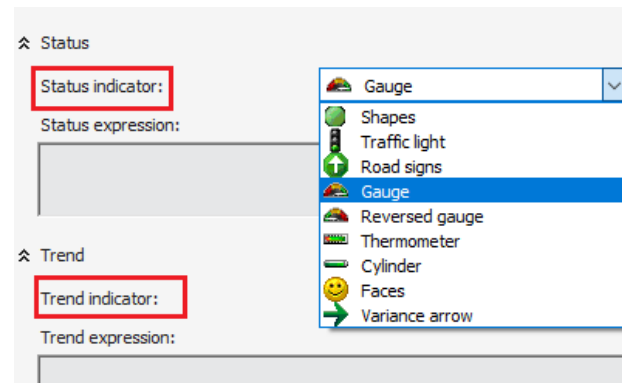 Status
Status indicator:
Gauge
Status expression:
Shapes
Traffic light
Road signs
Gauge
Reversed gauge
Thermometer
Cylinder
Faces
Variance arrow
Trend
Trend indicator:
Trend expression: